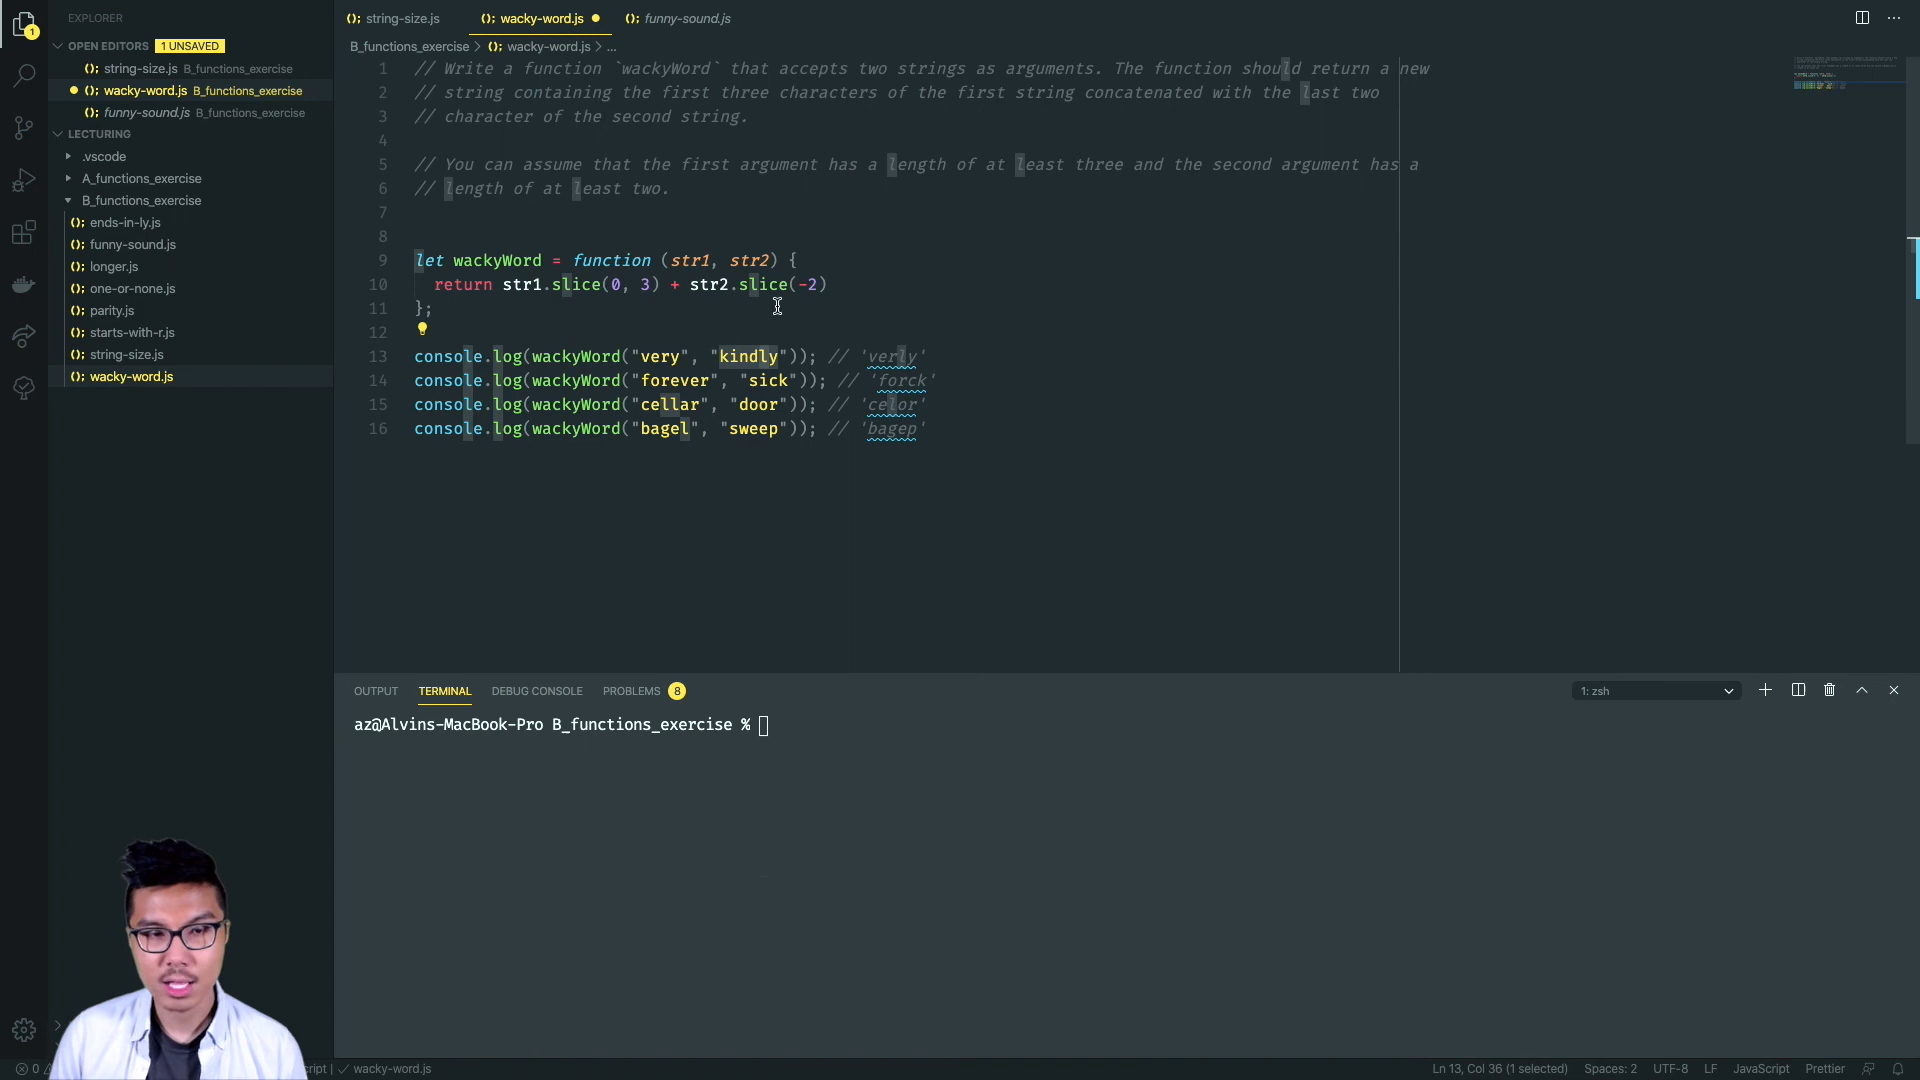 EXPLORER
OPEN EDITORS 1 UNSAVED
(); string-size.js B_functions_exercise
(); wacky-word.js B_functions_exercise
(); funny-sound.js B_functions_exercise
LECTURING
.vscode
A_functions_exercise
B_functions_exercise
(); ends-in-ly.js
(); funny-sound.js
(); longer.js
(); one-or-none.js
(); parity.js
(); starts-with-r.js
(); string-size.js
(); wacky-word.js
1
(); string-size.js (); wacky-word.js (); funny-sound.js
B_functions_exercise > (); wacky-word.js > ...
1 // Write a function `wackyWord` that accepts two strings as arguments. The function should return a new
2 // string containing the first three characters of the first string concatenated with the last two
3 // character of the second string.
4
5 // You can assume that the first argument has a length of at least three and the second argument has a
6 // length of at least two.
7
8
9 let wackyWord = function (str1, str2) {
10 return str1.slice(0, 3) + str2.slice(-2)
11 };
12
13 console.log(wackyWord("very", "kindly")); // 'verly'
14 console.log(wackyWord("forever", "sick")); // 'forck'
15 console.log(wackyWord("cellar", "door")); // 'celor'
16 console.log(wackyWord("bagel", "sweep")); // 'bagep'
OUTPUT TERMINAL DEBUG CONSOLE PROBLEMS 8
1: zsh
az@Alvins-MacBook-Pro B_functions_exercise %
0 cript | ✓ wacky-word.js
Ln 13, Col 36 (1 selected) Spaces: 2 UTF-8 LF JavaScript Prettier